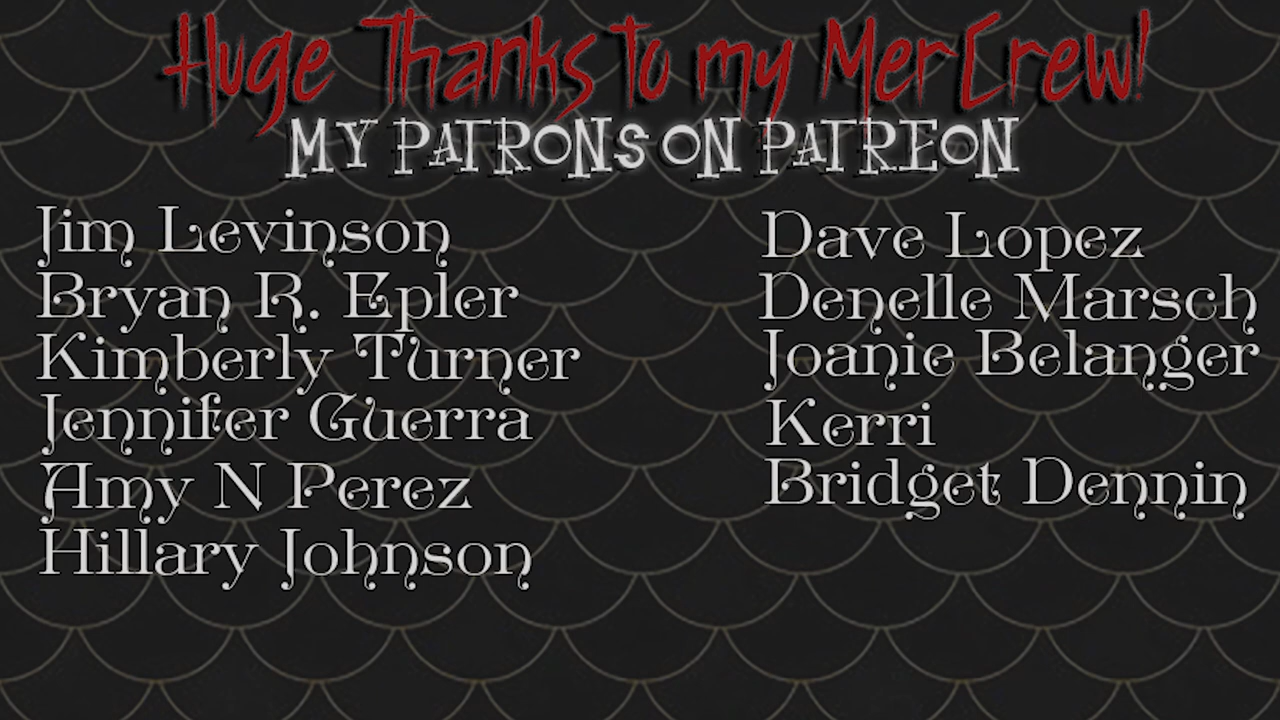 Huge Thanks to my MerCrew!
MY PATRONS ON PATREON
Jim Levinson
Bryan R. Epler
Kimberly Turner
Jennifer Guerra
Amy N Perez
Hillary Johnson
Dave Lopez
Denelle Marsch
Joanie Belanger
Kerri
Bridget Dennin